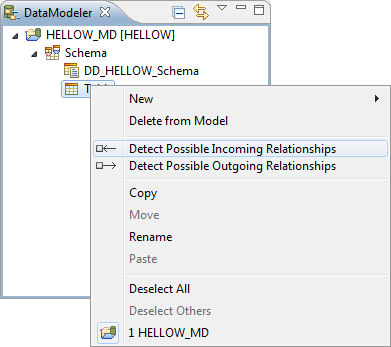 DataModeler
HELLOW_MD [HELLOW]
Schema
DD_HELLOW_Schema
New
Delete from Model
Detect Possible Incoming Relationships
Detect Possible Outgoing Relationships
Copy
Move
Rename
Paste
Deselect All
Deselect Others
1 HELLOW_MD